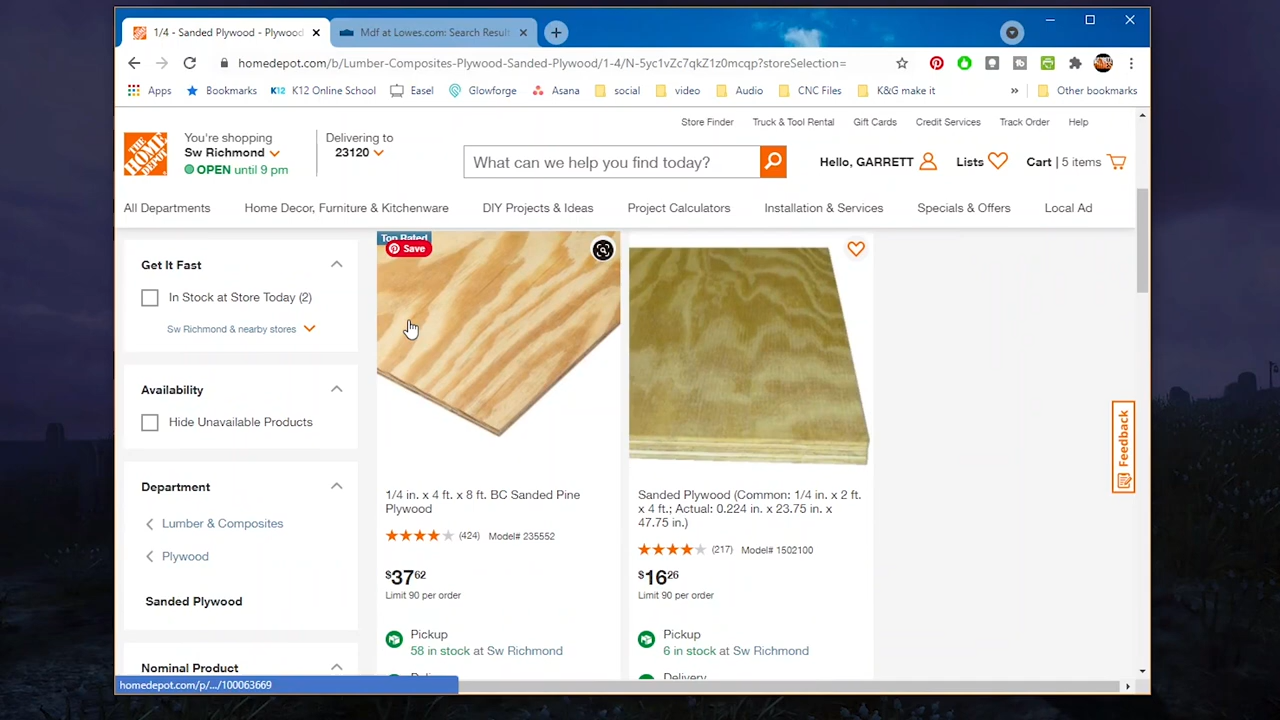 1/4 - Sanded Plywood - Plywood
Mdf at Lowes.com: Search Result
homedepot.com/b/Lumber-Composites-Plywood-Sanded-Plywood/1-4/N-5yc1vZc7qkZ1z0mcqp?storeSelection=
Apps Bookmarks K12 K12 Online School Easel Glowforge Asana social video Audio CNC Files K&G make it » Other bookmarks
Store Finder Truck & Tool Rental Gift Cards Credit Services Track Order Help
THE HOME DEPOT
You're shopping
Sw Richmond
OPEN until 9 pm
Delivering to
23120
What can we help you find today?
Hello, GARRETT
Lists
Cart | 5 items
All Departments Home Decor, Furniture & Kitchenware DIY Projects & Ideas Project Calculators Installation & Services Specials & Offers Local Ad
Get It Fast
In Stock at Store Today (2)
Sw Richmond & nearby stores
Availability
Hide Unavailable Products
Department
Lumber & Composites
Plywood
Sanded Plywood
Nominal Product
Top Rated
Save
1/4 in. x 4 ft. x 8 ft. BC Sanded Pine
Plywood
(424) Model# 235552
$37 62
Limit 90 per order
Pickup
58 in stock at Sw Richmond
Sanded Plywood (Common: 1/4 in. x 2 ft.
x 4 ft.; Actual: 0.224 in. x 23.75 in. x
47.75 in.)
(217) Model# 1502100
$16 26
Limit 90 per order
Pickup
6 in stock at Sw Richmond
Delivery
Feedback
homedepot.com/p/.../100063669